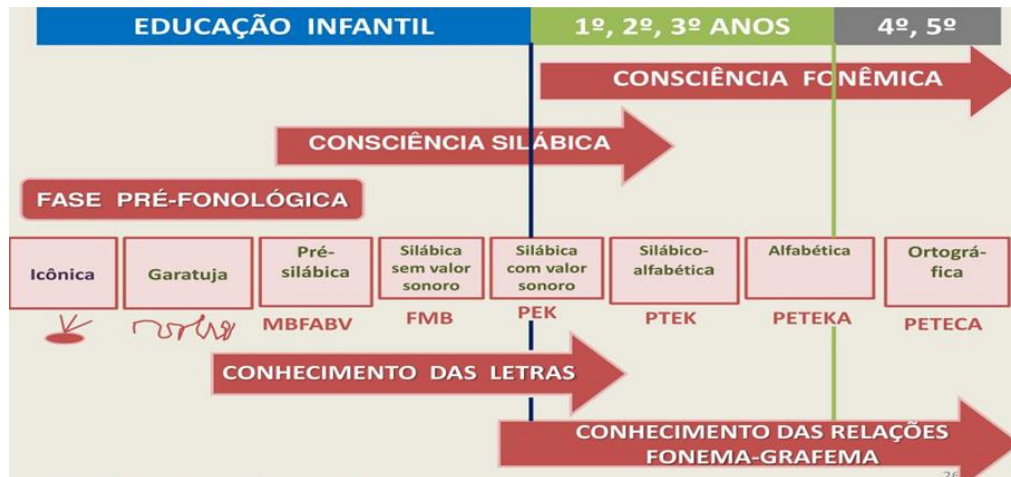 EDUCAÇÃO INFANTIL
1º, 2º, 3º ANOS
4º, 5º
CONSCIÊNCIA FONÊMICA
CONSCIÊNCIA SILÁBICA
FASE PRÉ-FONOLÓGICA
Icônica
Garatuja
Pré-
silábica
Silábica
sem valor
sonoro
Silábica
com valor
sonoro
Silábico-
alfabética
Alfabética
Ortográ-
fica
MBFABV
FMB
PEK
PTEK
PETEKA
PETECA
CONHECIMENTO DAS LETRAS
CONHECIMENTO DAS RELAÇÕES
FONEMA-GRAFEMA